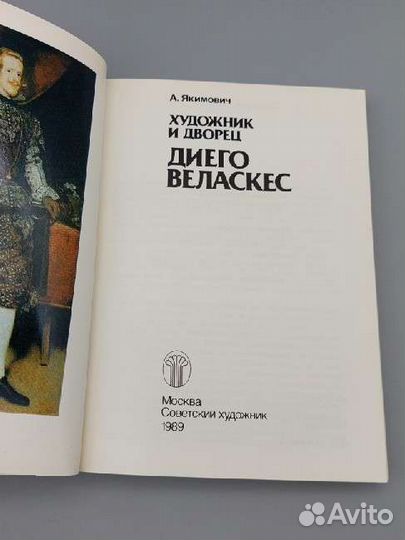 А. Якимович
ХУДОЖНИК
И ДВОРЕЦ
ДИЕГО
ВЕЛАСКЕС
Москва
Советский художник
1989
Avito